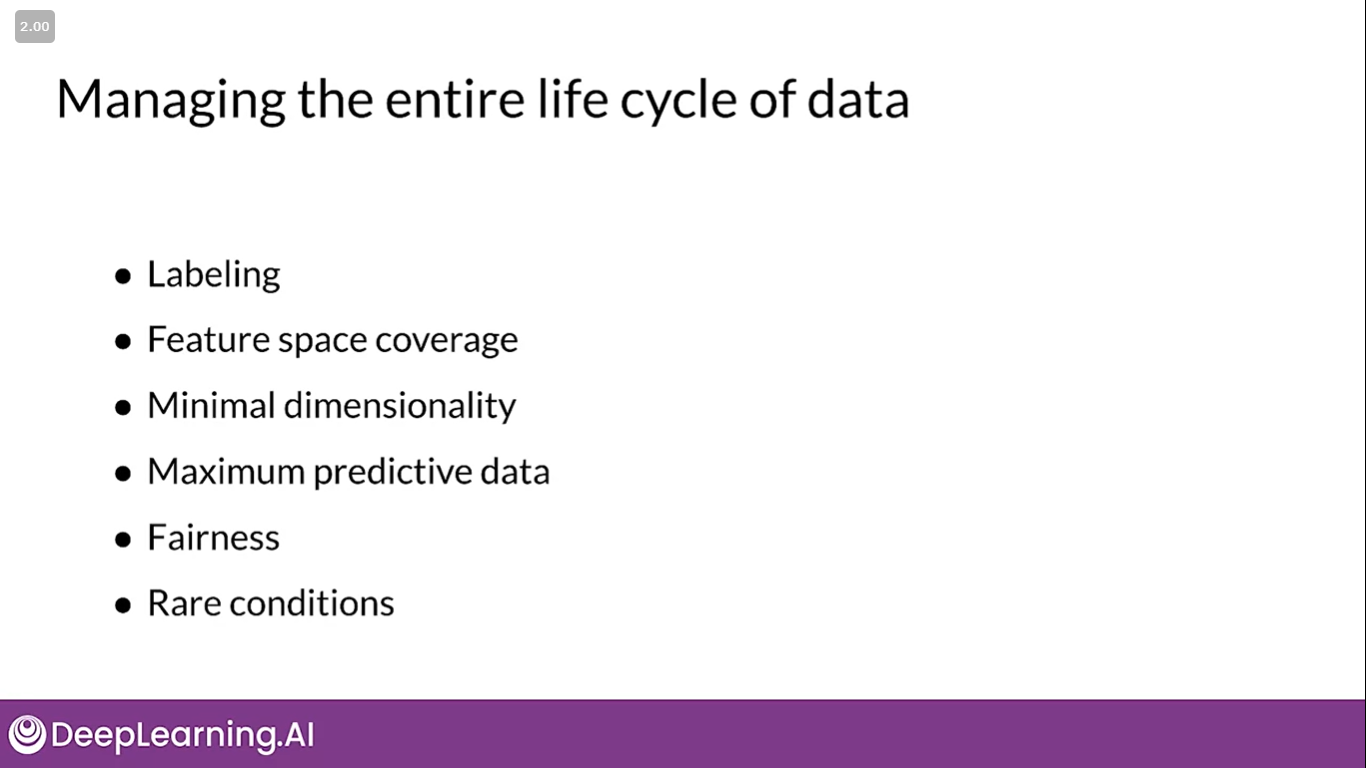 2.00
Managing the entire life cycle of data
● Labeling
● Feature space coverage
● Minimal dimensionality
● Maximum predictive data
● Fairness
● Rare conditions
DeepLearning.AI